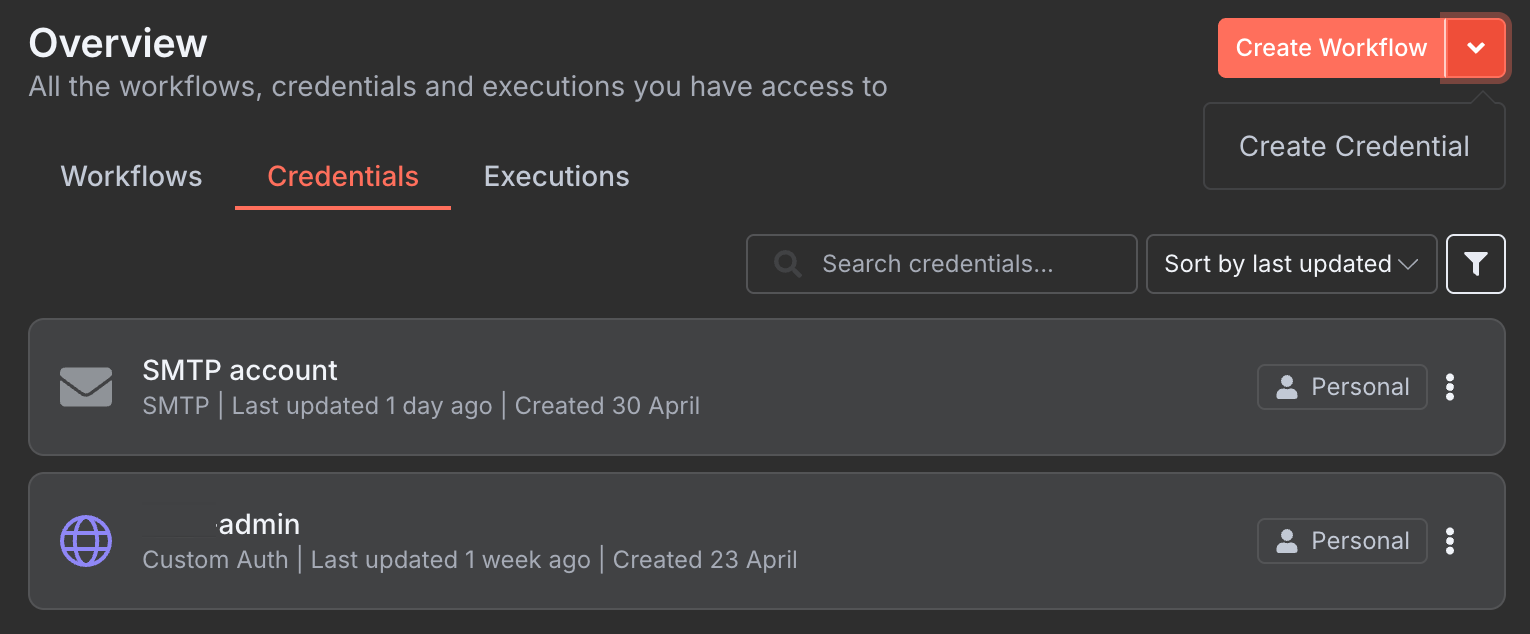 Overview
Create Workflow
All the workflows, credentials and executions you have access to
Create Credential
Workflows Credentials Executions
Search credentials... Sort by last updated
SMTP account
SMTP | Last updated 1 day ago | Created 30 April
Personal
-admin
Custom Auth | Last updated 1 week ago | Created 23 April
Personal